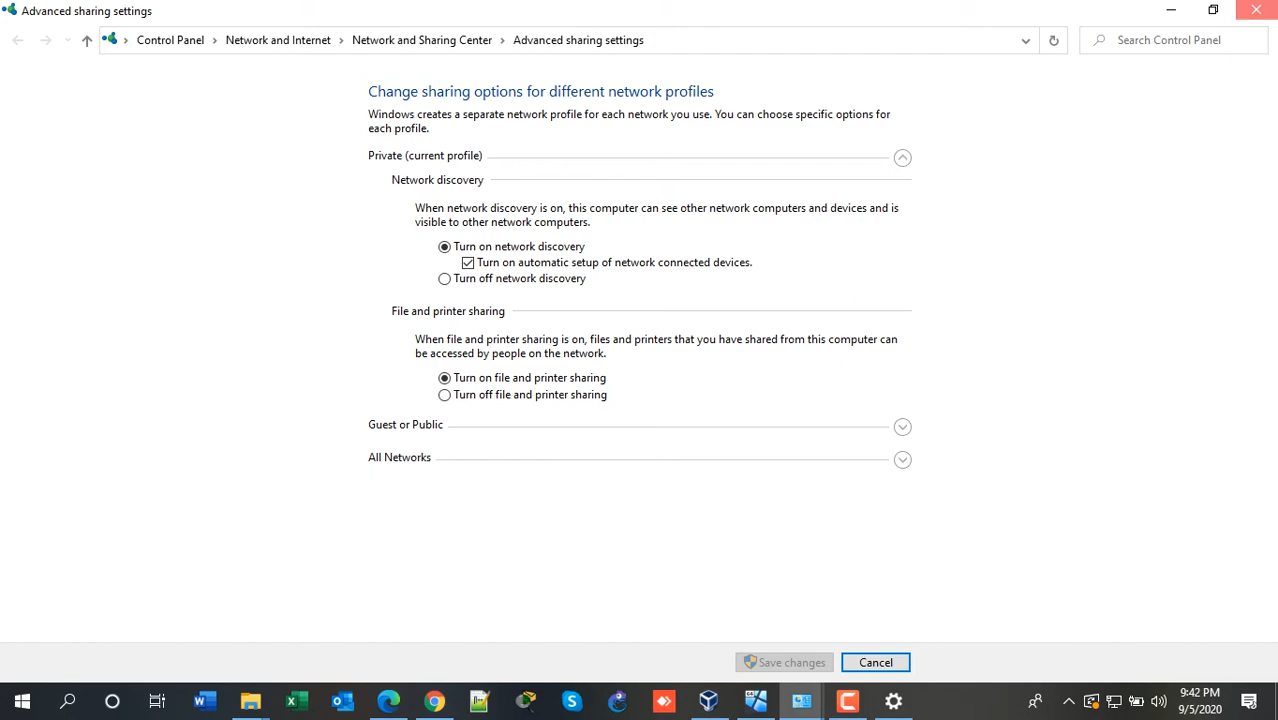 Advanced sharing settings
Control Panel > Network and Internet > Network and Sharing Center > Advanced sharing settings
Search Control Panel
Change sharing options for different network profiles
Windows creates a separate network profile for each network you use. You can choose specific options for
each profile.
Private (current profile)
Network discovery
When network discovery is on, this computer can see other network computers and devices and is
visible to other network computers.
Turn on network discovery
Turn on automatic setup of network connected devices.
Turn off network discovery
File and printer sharing
When file and printer sharing is on, files and printers that you have shared from this computer can
be accessed by people on the network.
Turn on file and printer sharing
Turn off file and printer sharing
Guest or Public
All Networks
Save changes
Cancel
9:42 PM
9/5/2020